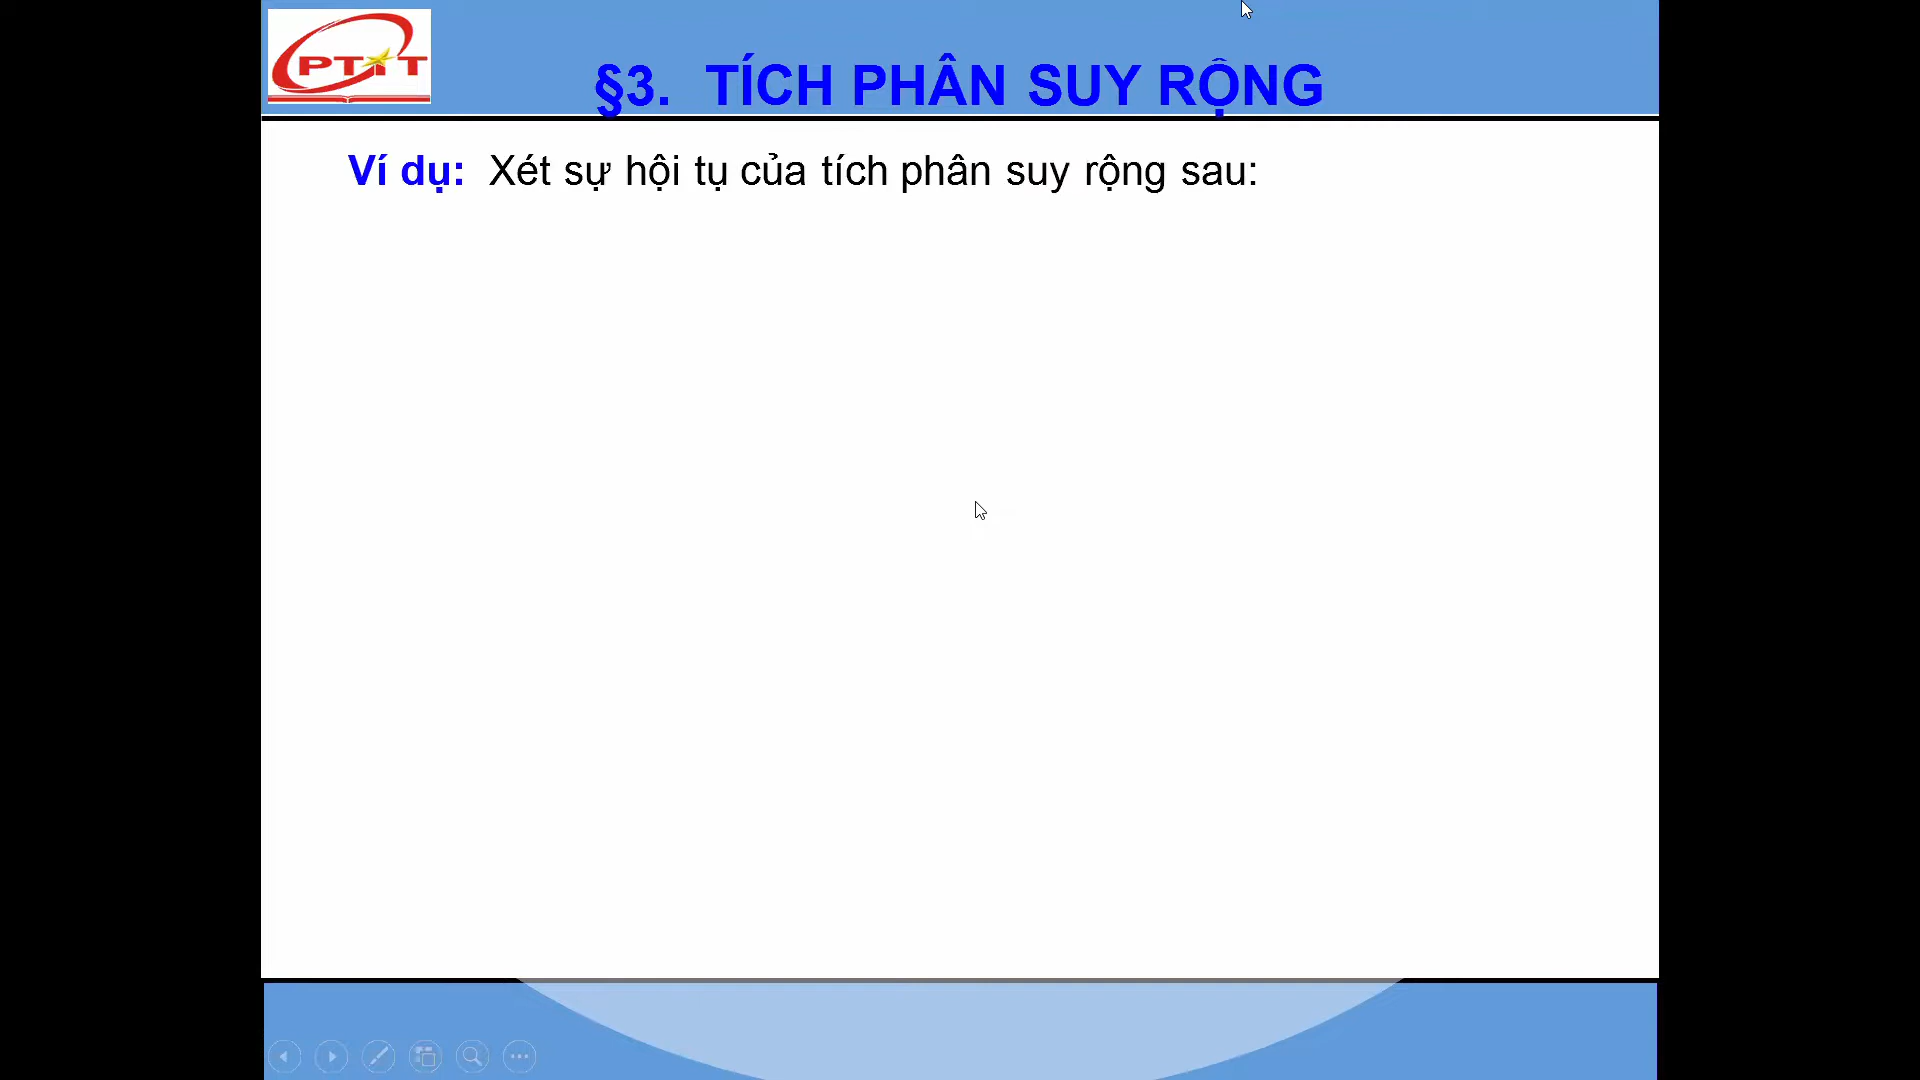 PTIT
§3. TÍCH PHÂN SUY RỘNG
Ví dụ: Xét sự hội tụ của tích phân suy rộng sau: